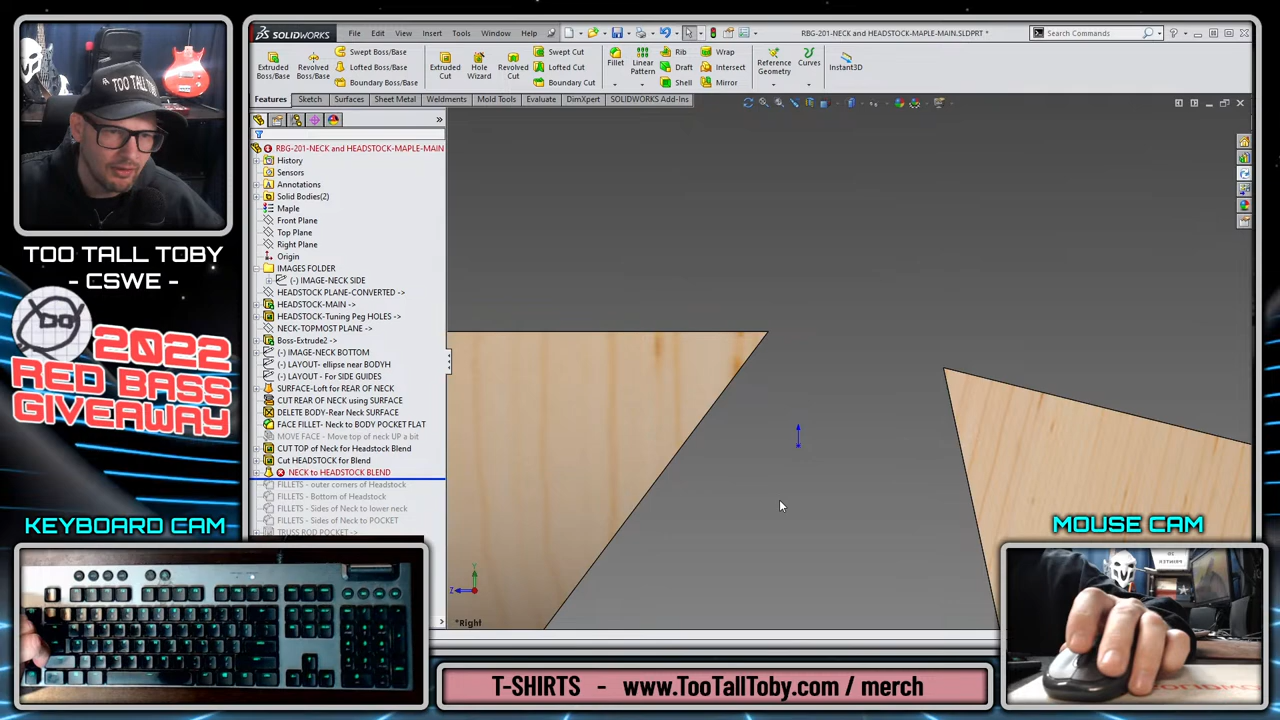 TOO TALL TOBY
- CSWE -
2022
RED BASS
GIVEAWAY
KEYBOARD CAM
SOLIDWORKS
File
Edit
View
Insert
Tools
Window
Help
RBG-201-NECK and HEADSTOCK-MAPLE-MAIN.SLDPRT *
Search Commands
Extruded Boss/Base
Revolved Boss/Base
Swept Boss/Base
Lofted Boss/Base
Boundary Boss/Base
Extruded Cut
Hole Wizard
Revolved Cut
Swept Cut
Lofted Cut
Boundary Cut
Fillet
Linear Pattern
Rib
Draft
Shell
Wrap
Intersect
Mirror
Reference Geometry
Curves
Instant3D
Features
Sketch
Surfaces
Sheet Metal
Weldments
Mold Tools
Evaluate
DimXpert
SOLIDWORKS Add-Ins
RBG-201-NECK and HEADSTOCK-MAPLE-MAIN
History
Sensors
Annotations
Solid Bodies(2)
Maple
Front Plane
Top Plane
Right Plane
Origin
IMAGES FOLDER
(-) IMAGE-NECK SIDE
HEADSTOCK PLANE-CONVERTED ->
HEADSTOCK-MAIN ->
HEADSTOCK-Tuning Peg HOLES ->
NECK-TOPMOST PLANE ->
Boss-Extrude2 ->
(-) IMAGE-NECK BOTTOM
(-) LAYOUT- ellipse near BODYH
(-) LAYOUT - For SIDE GUIDES
SURFACE-Loft for REAR OF NECK
CUT REAR OF NECK using SURFACE
DELETE BODY-Rear Neck SURFACE
FACE FILLET- Neck to BODY POCKET FLAT
MOVE FACE - Move top of neck UP a bit
CUT TOP of Neck for Headstock Blend
Cut HEADSTOCK for Blend
NECK to HEADSTOCK BLEND
FILLETS - outer corners of Headstock
FILLETS - Bottom of Headstock
FILLETS - Sides of Neck to lower neck
FILLETS - Sides of Neck to POCKET
TRUSS ROD POCKET ->
Z
*Right
MOUSE CAM
T-SHIRTS - www.TooTallToby.com / merch